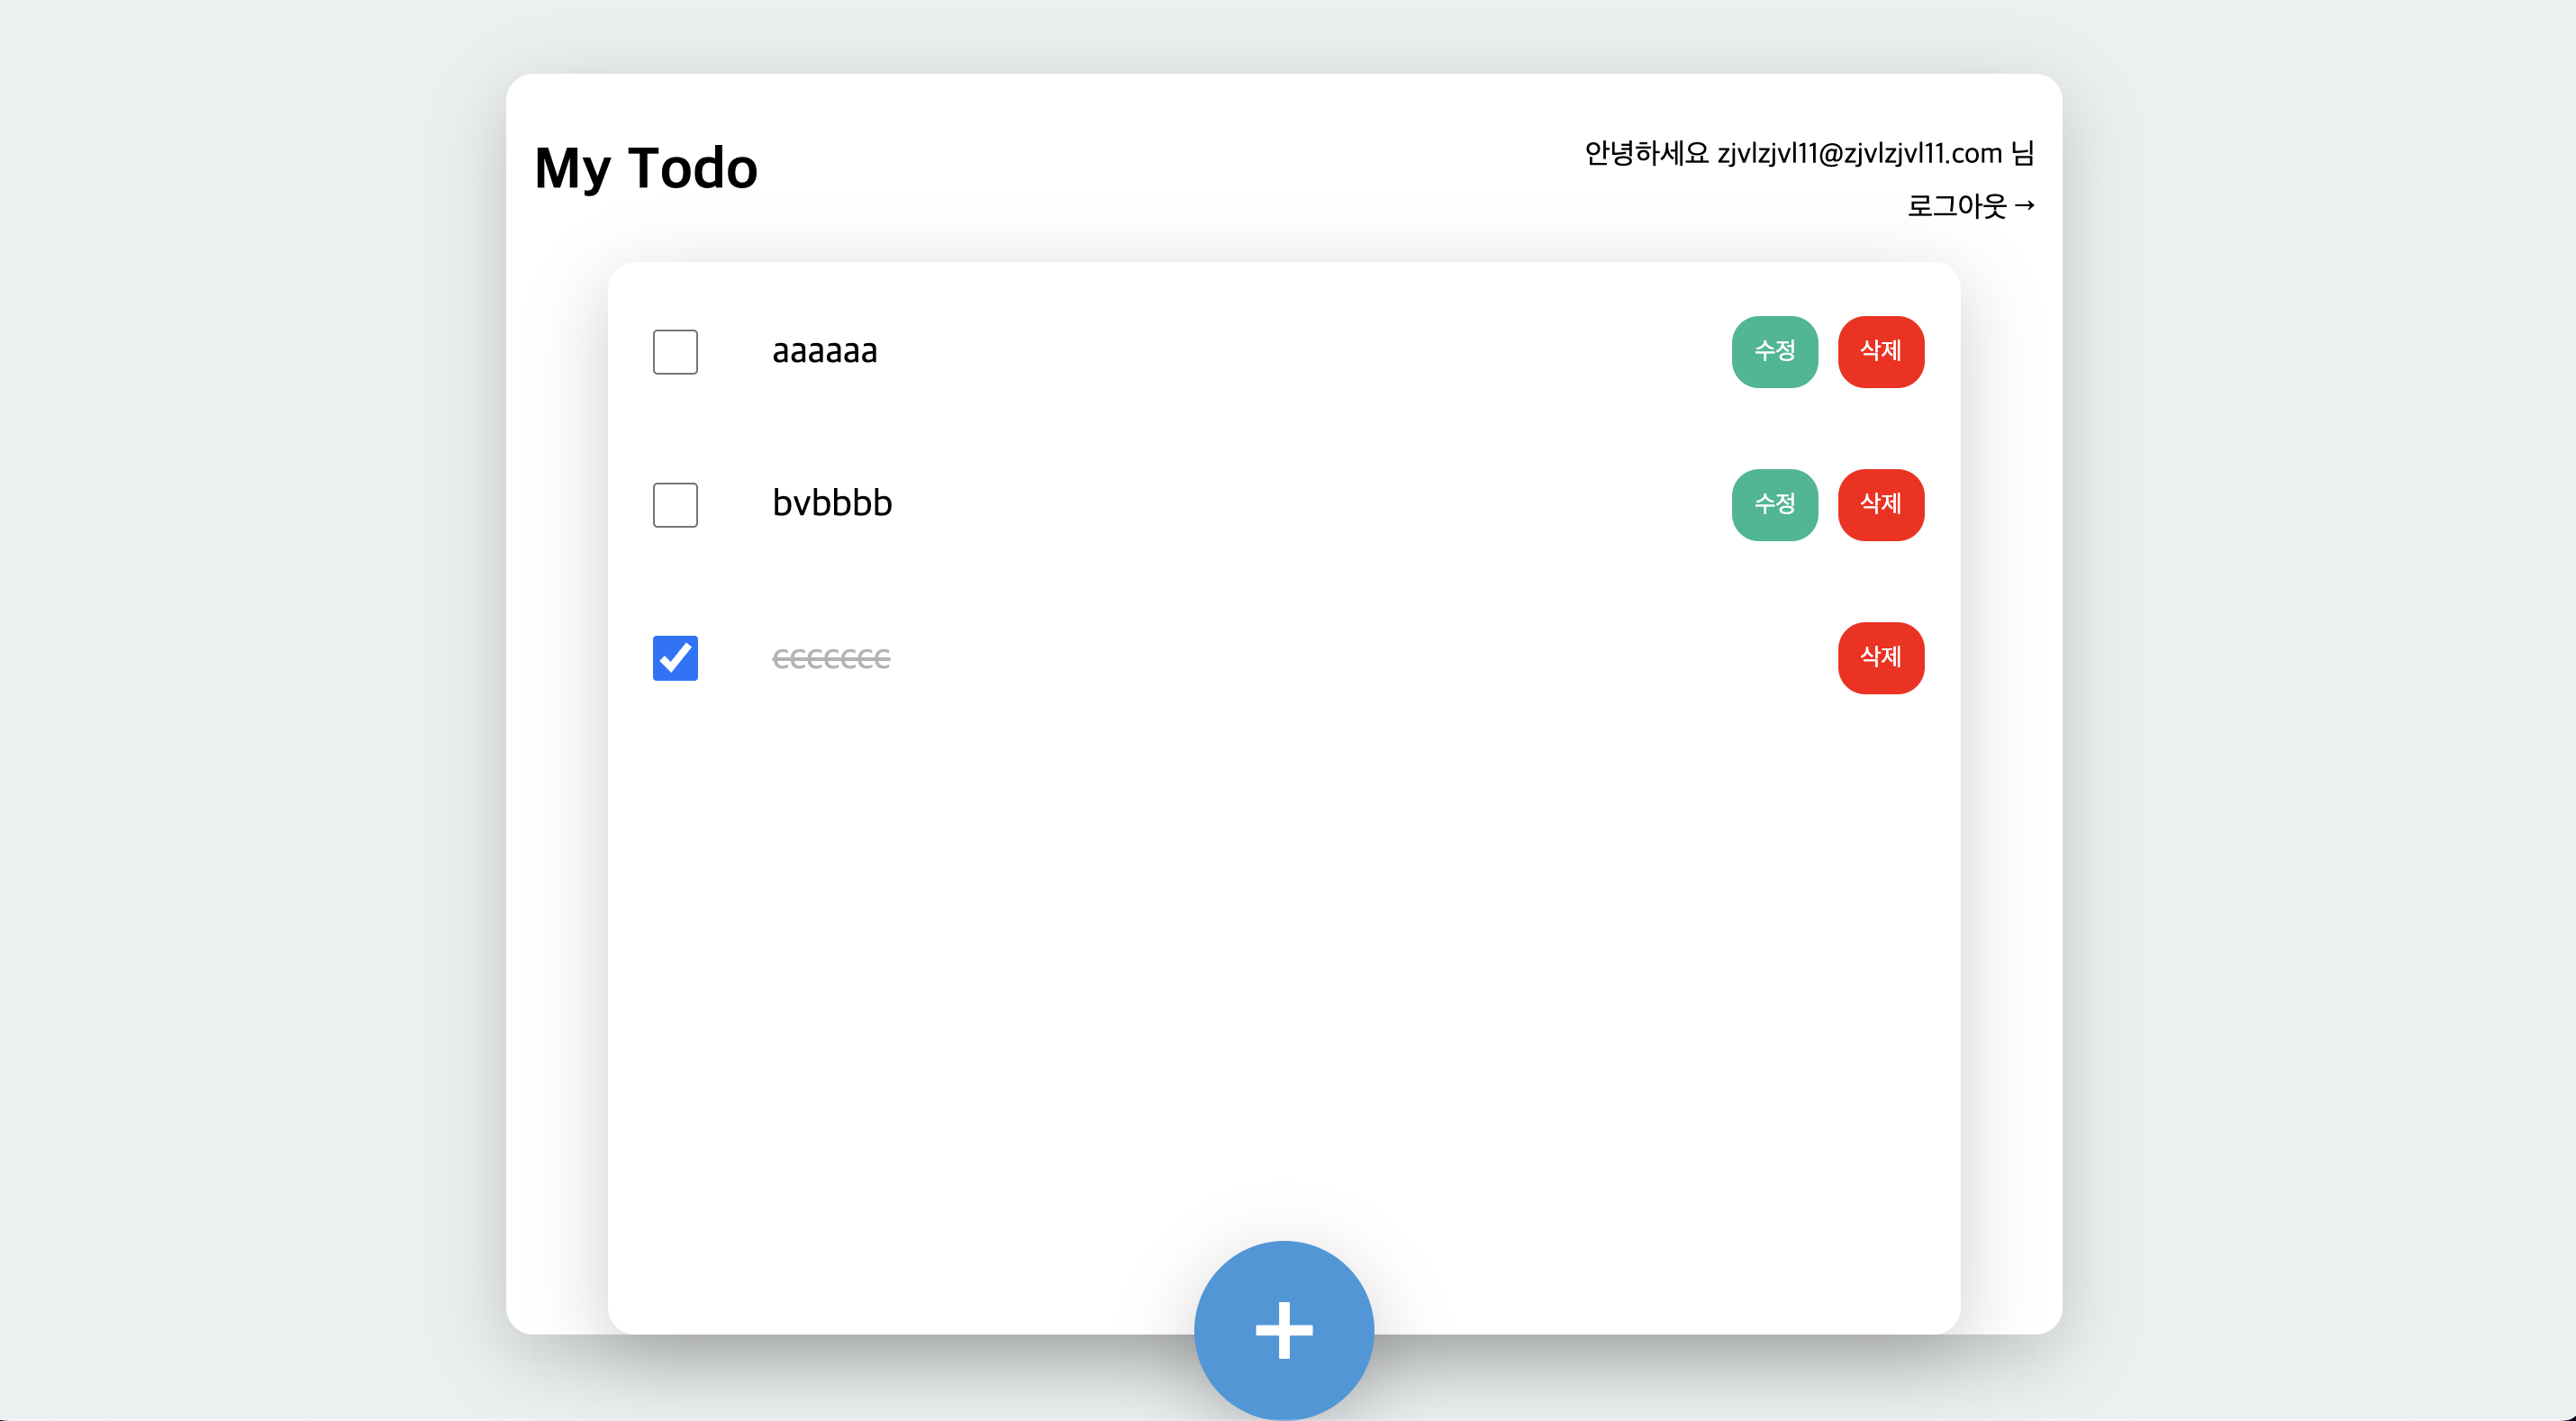 My Todo
안녕하세요 zjvlzjvl11@zjvlzjvl11.com 님
로그아웃 →
aaaaaa 수정 삭제
bvbbbb 수정 삭제
ccccccc 삭제
+